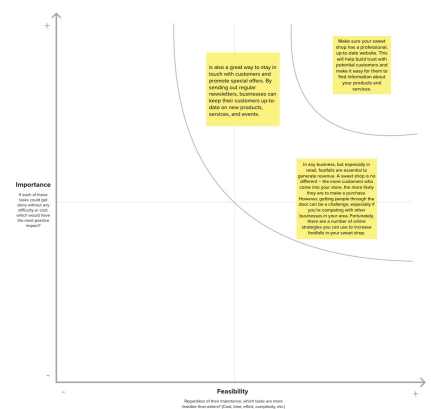 +
Make sure your sweet
shop has a professional,
up-to-date website. This
will help build trust with
potential customers and
make it easy for them to
find information about
your products and
services.
is also a great way to stay in
touch with customers and
promote special offers. By
sending out regular
newsletters, businesses can
keep their customers up-to-
date on new products,
services, and events.
In any business, but especially in
retail, footfalls are essential to
generate revenue. A sweet shop is no
different – the more customers who
come into your store, the more likely
they are to make a purchase.
However, getting people through the
door can be a challenge, especially if
you're competing with other
businesses in your area. Fortunately,
there are a number of online
strategies you can use to increase
footfalls in your sweet shop.
Importance
If each of these
tasks could get
done without any
difficulty or cost,
which would have
the most positive
impact?
-
-
Feasibility
+
Regardless of their importance, which tasks are more
feasible than others? (Cost, time, effort, complexity, etc.)